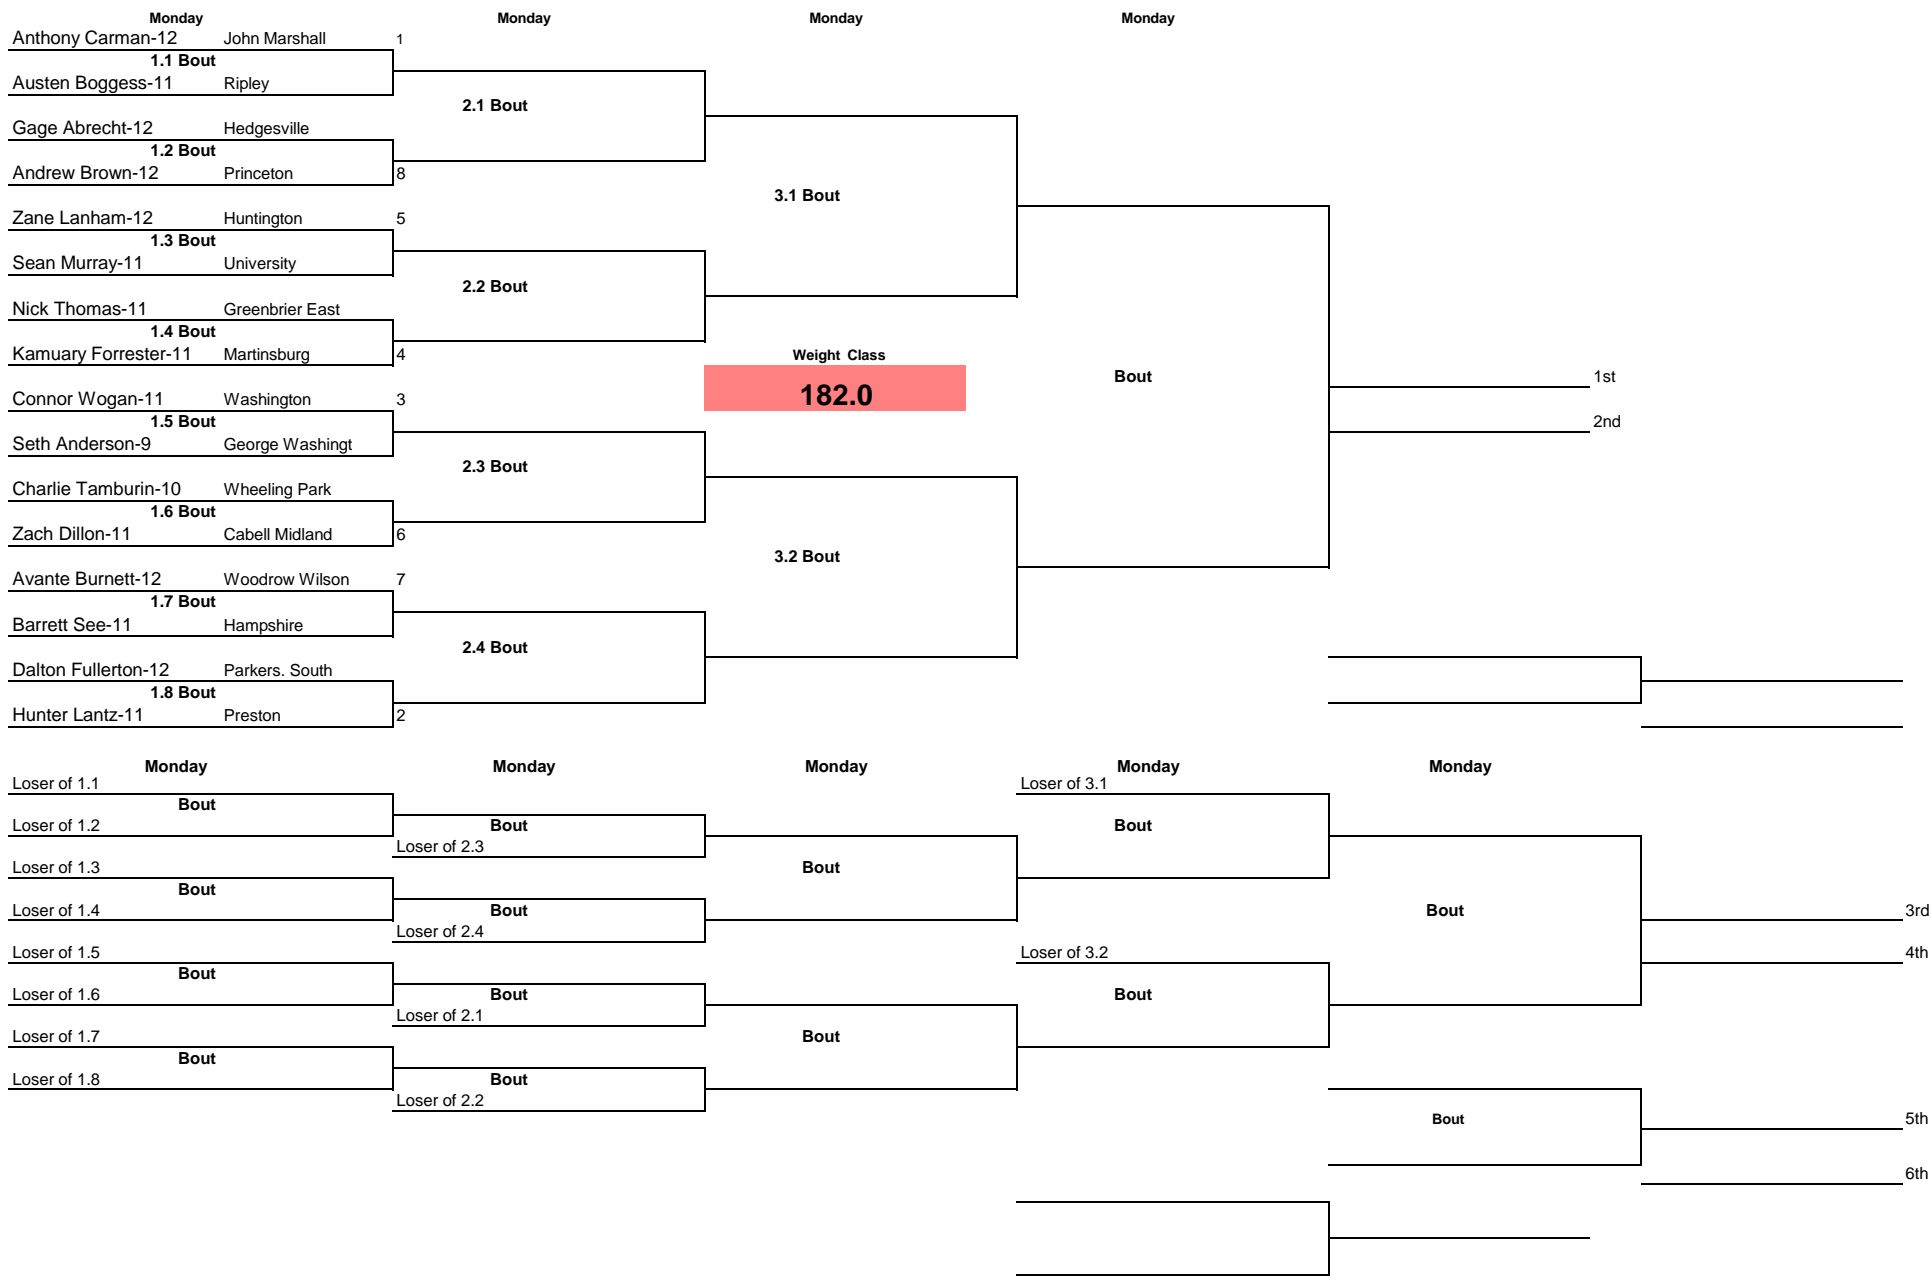 Monday Monday Monday Monday
Anthony Carman-12 John Marshall 1
1.1 Bout
Austen Boggess-11 Ripley
2.1 Bout
Gage Abrecht-12 Hedgesville
1.2 Bout
Andrew Brown-12 Princeton 8
3.1 Bout
Zane Lanham-12 Huntington 5
1.3 Bout
Sean Murray-11 University
2.2 Bout
Nick Thomas-11 Greenbrier East
1.4 Bout
Kamuary Forrester-11 Martinsburg 4 Weight Class
Bout 1st
182.0
Connor Wogan-11 Washington 3
1.5 Bout 2nd
Seth Anderson-9 George Washingt
2.3 Bout
Charlie Tamburin-10 Wheeling Park
1.6 Bout
Zach Dillon-11 Cabell Midland 6
3.2 Bout
Avante Burnett-12 Woodrow Wilson 7
1.7 Bout
Barrett See-11 Hampshire
2.4 Bout
Dalton Fullerton-12 Parkers. South
1.8 Bout
Hunter Lantz-11 Preston 2
Monday Monday Monday Monday Monday
Loser of 1.1 Loser of 3.1
Bout
Loser of 1.2 Bout Bout
Loser of 2.3
Loser of 1.3 Bout
Bout
Loser of 1.4 Bout Bout 3rd
Loser of 2.4
Loser of 1.5 Loser of 3.2 4th
Bout
Loser of 1.6 Bout Bout
Loser of 2.1
Loser of 1.7 Bout
Bout
Loser of 1.8 Bout
Loser of 2.2
Bout 5th
6th